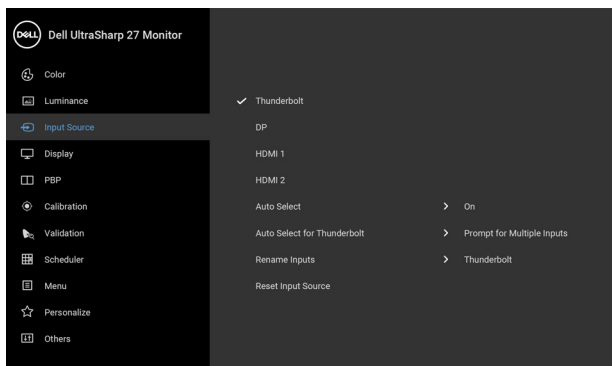 DELL Dell UltraSharp 27 Monitor
Color
Luminance
Thunderbolt
Input Source
DP
Display
HDMI 1
PBP
HDMI 2
Calibration
Auto Select
On
Validation
Auto Select for Thunderbolt
Prompt for Multiple Inputs
Scheduler
Rename Inputs
Thunderbolt
Menu
Reset Input Source
Personalize
Others